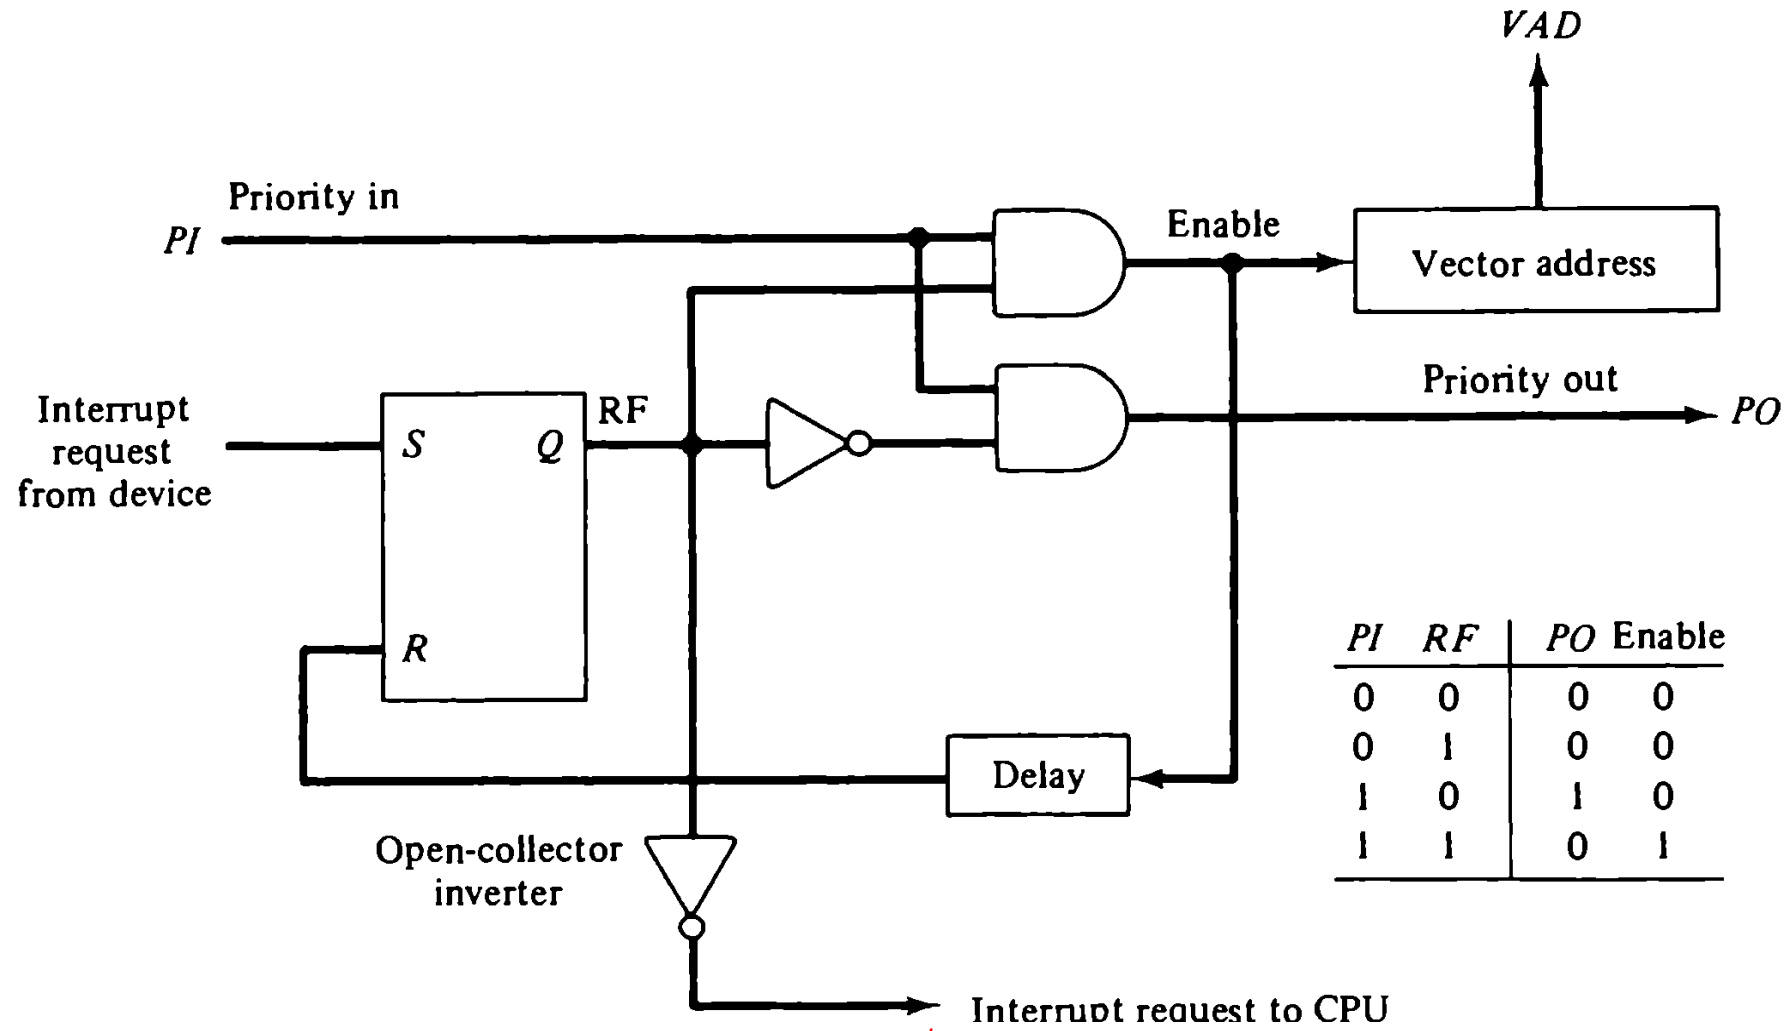 VAD
Priority in
PI
Enable
Vector address
Priority out
PO
Interrupt
request
from device
S
Q
RF
R
Delay
Open-collector
inverter
Interrupt request to CPU
PI RF PO Enable
0 0 0 0
0 1 0 0
1 0 1 0
1 1 0 1